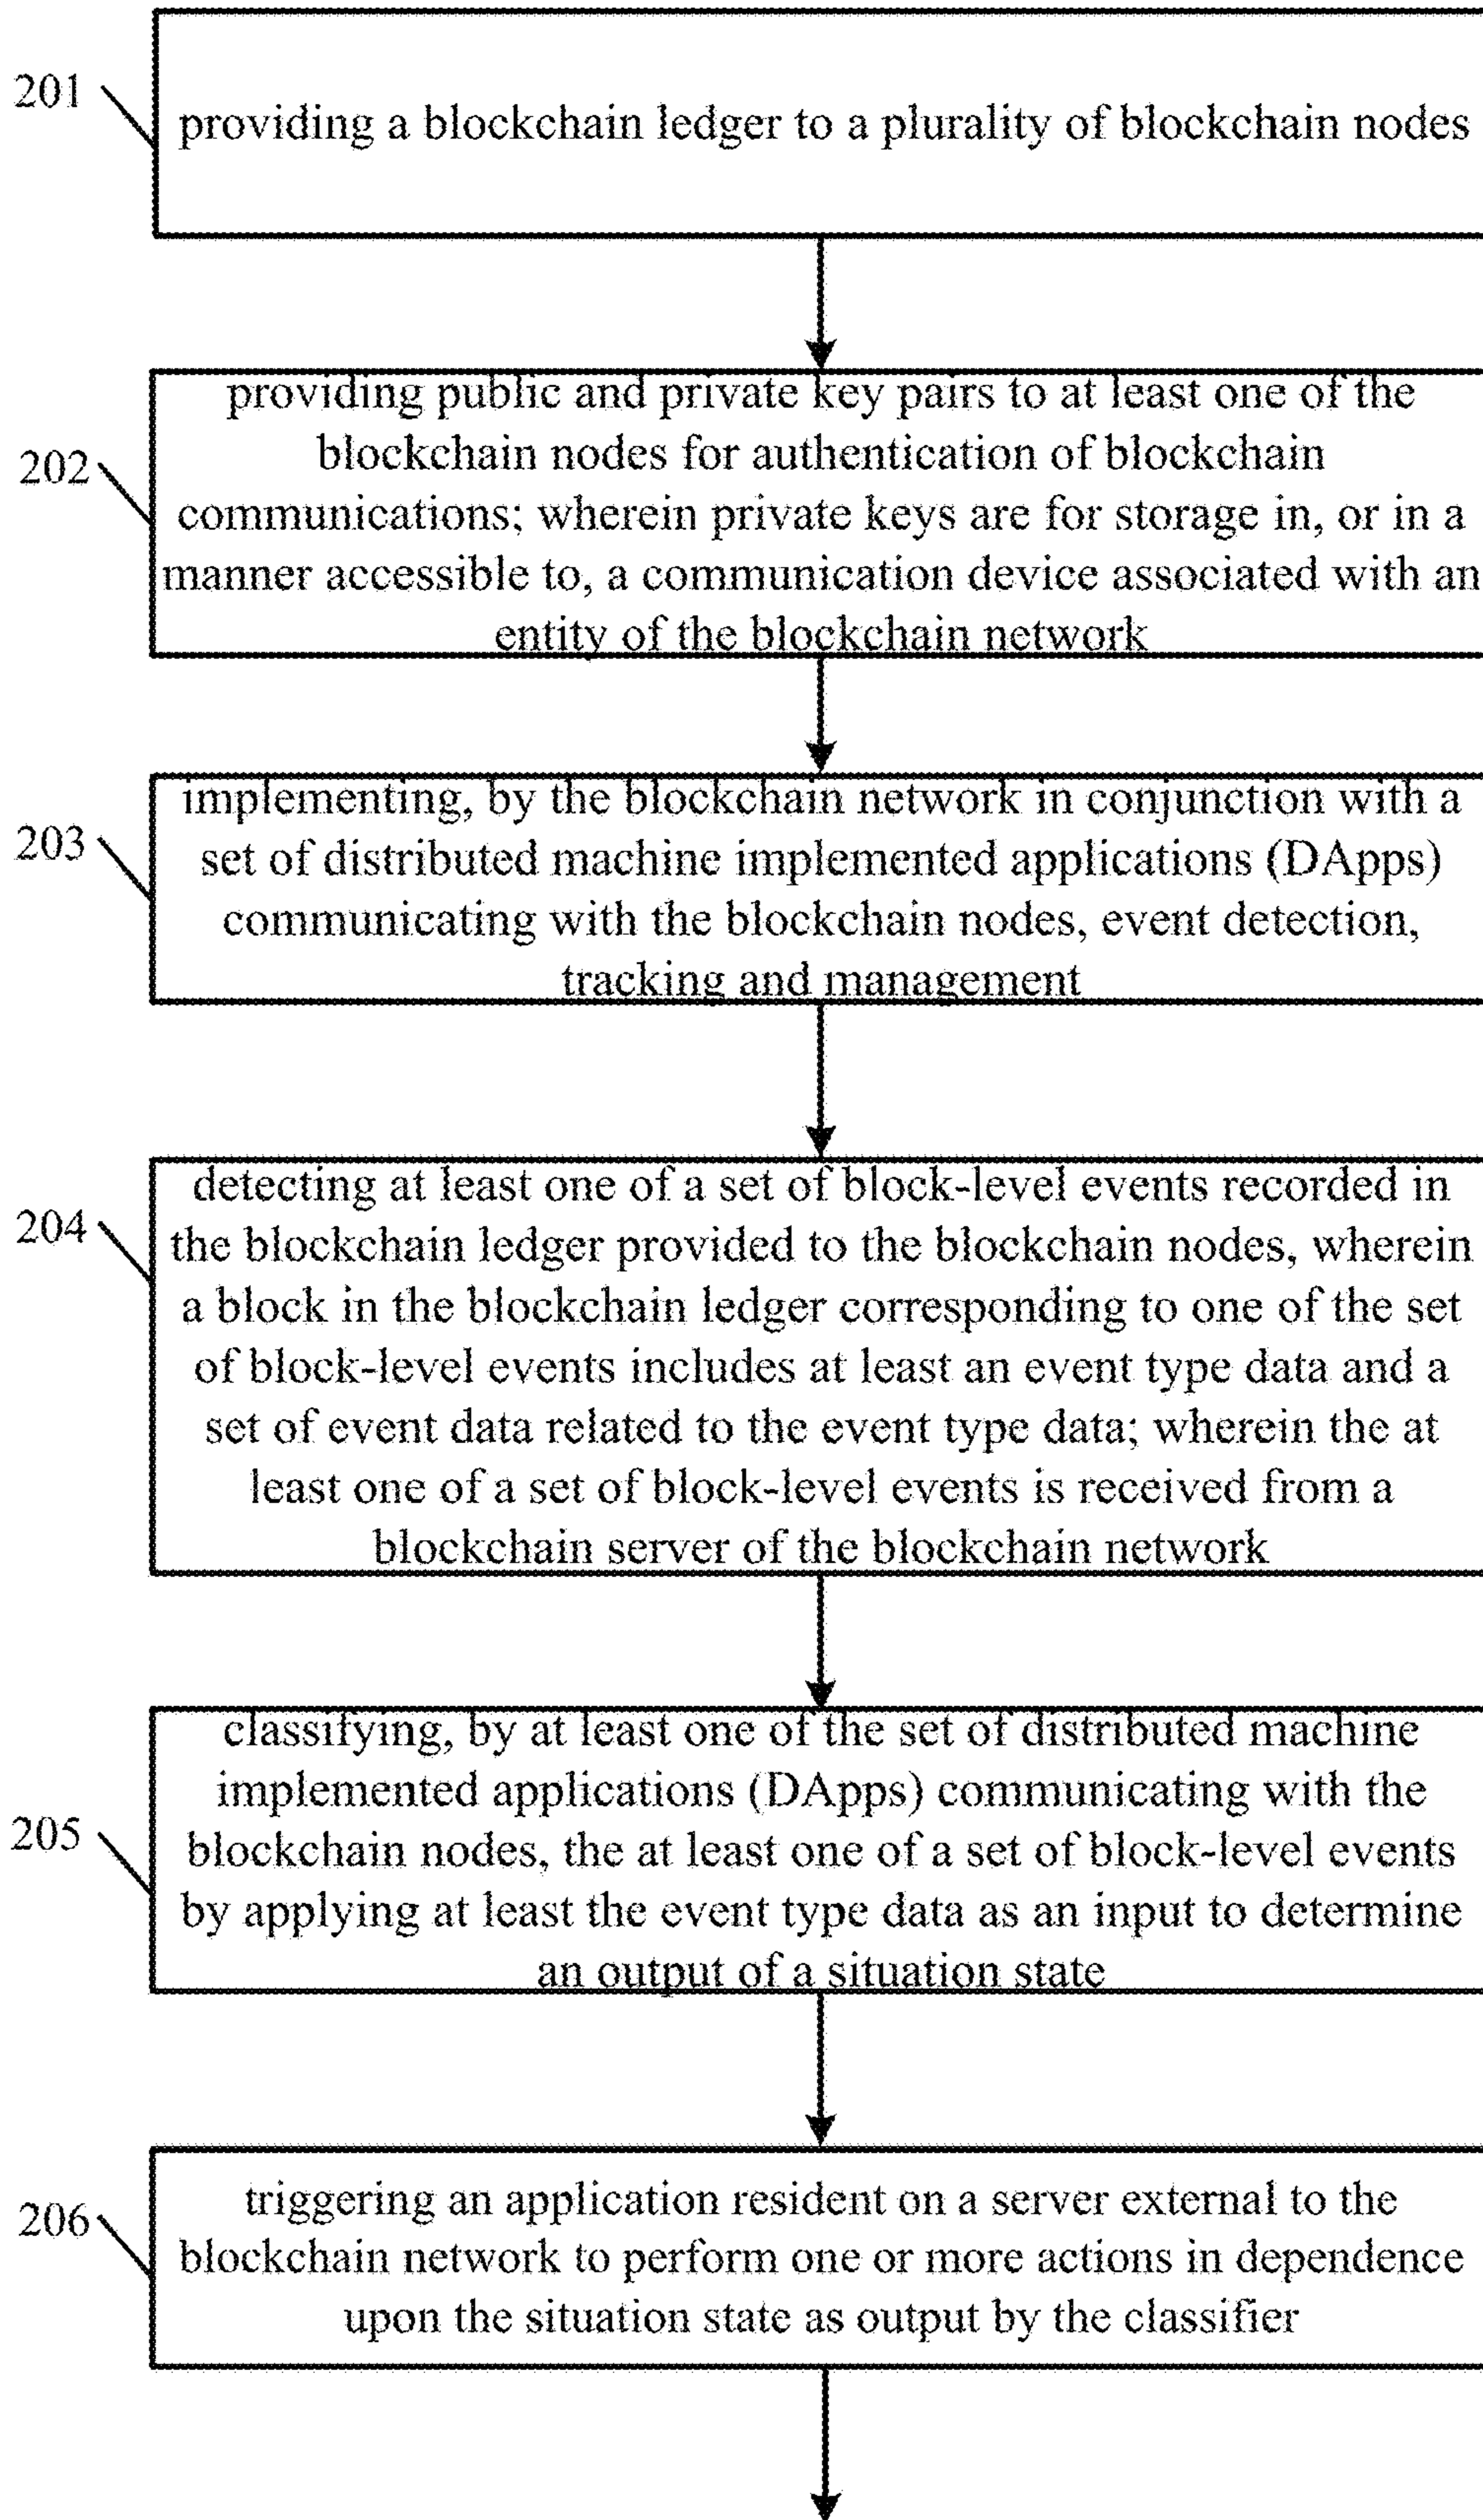 201
providing a blockchain ledger to a plurality of blockchain nodes
202
providing public and private key pairs to at least one of the
blockchain nodes for authentication of blockchain
communications; wherein private keys are for storage in, or in a
manner accessible to, a communication device associated with an
entity of the blockchain network
203
implementing, by the blockchain network in conjunction with a
set of distributed machine implemented applications (DApps)
communicating with the blockchain nodes, event detection,
tracking and management
204
detecting at least one of a set of block-level events recorded in
the blockchain ledger provided to the blockchain nodes, wherein
a block in the blockchain ledger corresponding to one of the set
of block-level events includes at least an event type data and a
set of event data related to the event type data; wherein the at
least one of a set of block-level events is received from a
blockchain server of the blockchain network
205
classifying, by at least one of the set of distributed machine
implemented applications (DApps) communicating with the
blockchain nodes, the at least one of a set of block-level events
by applying at least the event type data as an input to determine
an output of a situation state
206
triggering an application resident on a server external to the
blockchain network to perform one or more actions in dependence
upon the situation state as output by the classifier